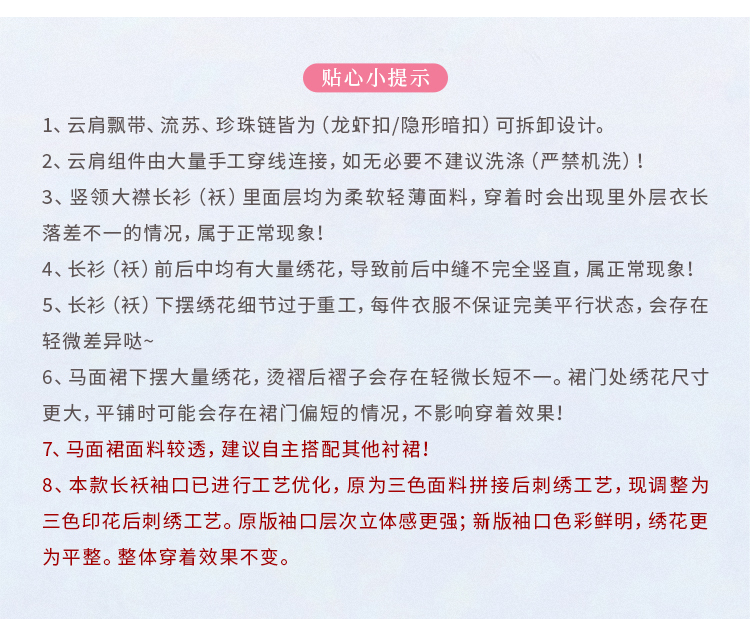 贴心小提示
1、云肩飘带、流苏、珍珠链皆为（龙虾扣/隐形暗扣）可拆卸设计。
2、云肩组件由大量手工穿线连接，如无必要不建议洗涤（严禁机洗）！
3、竖领大襟长衫（袄）里面层均为柔软轻薄面料，穿着时会出现里外层衣长
落差不一的情况，属于正常现象！
4、长衫（袄）前后中均有大量绣花，导致前后中缝不完全竖直，属正常现象！
5、长衫（袄）下摆绣花细节过于重工，每件衣服不保证完美平行状态，会存在
轻微差异哒~
6、马面裙下摆大量绣花，烫褶后褶子会存在轻微长短不一。裙门处绣花尺寸
更大，平铺时可能会存在裙门偏短的情况，不影响穿着效果！
7、马面裙面料较透，建议自主搭配其他衬裙！
8、本款长袄袖口已进行工艺优化，原为三色面料拼接后刺绣工艺，现调整为
三色印花后刺绣工艺。原版袖口层次立体感更强；新版袖口色彩鲜明，绣花更
为平整。整体穿着效果不变。